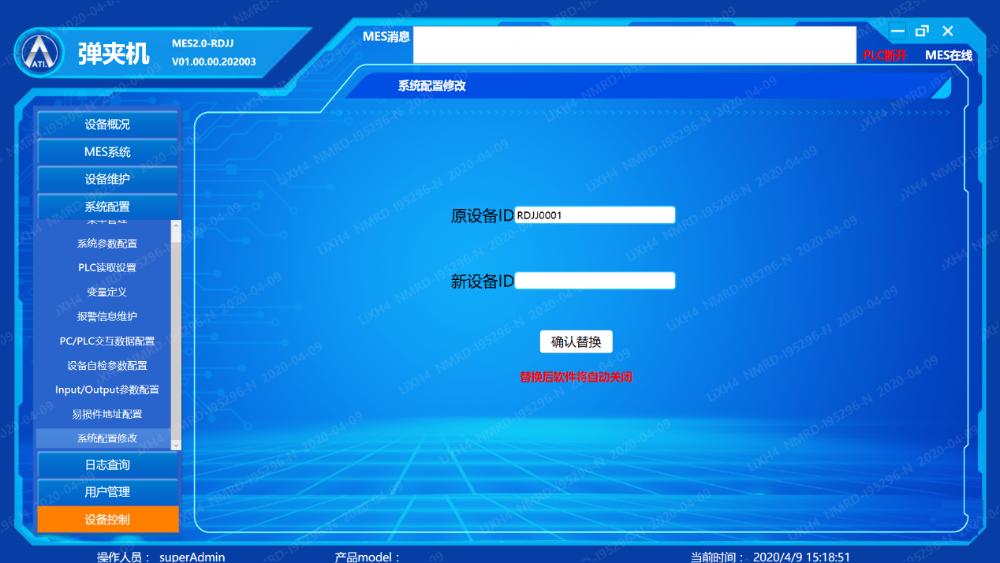 ATL
弹夹机
MES2.0-RDJJ
V01.00.00.202003
MES消息
PLC断开
MES在线
系统配置修改
设备概况
MES系统
设备维护
系统配置
菜单管理
系统参数配置
PLC读取设置
变量定义
报警信息维护
PC/PLC交互数据配置
设备自检参数配置
Input/Output参数配置
易损件地址配置
系统配置修改
日志查询
用户管理
设备控制
原设备ID RDJJ0001
新设备ID
确认替换
替换后软件将自动关闭
操作人员： superAdmin
产品model：
当前时间： 2020/4/9 15:18:51
LiXH4 NMRD-I95296-N 2020-04-09